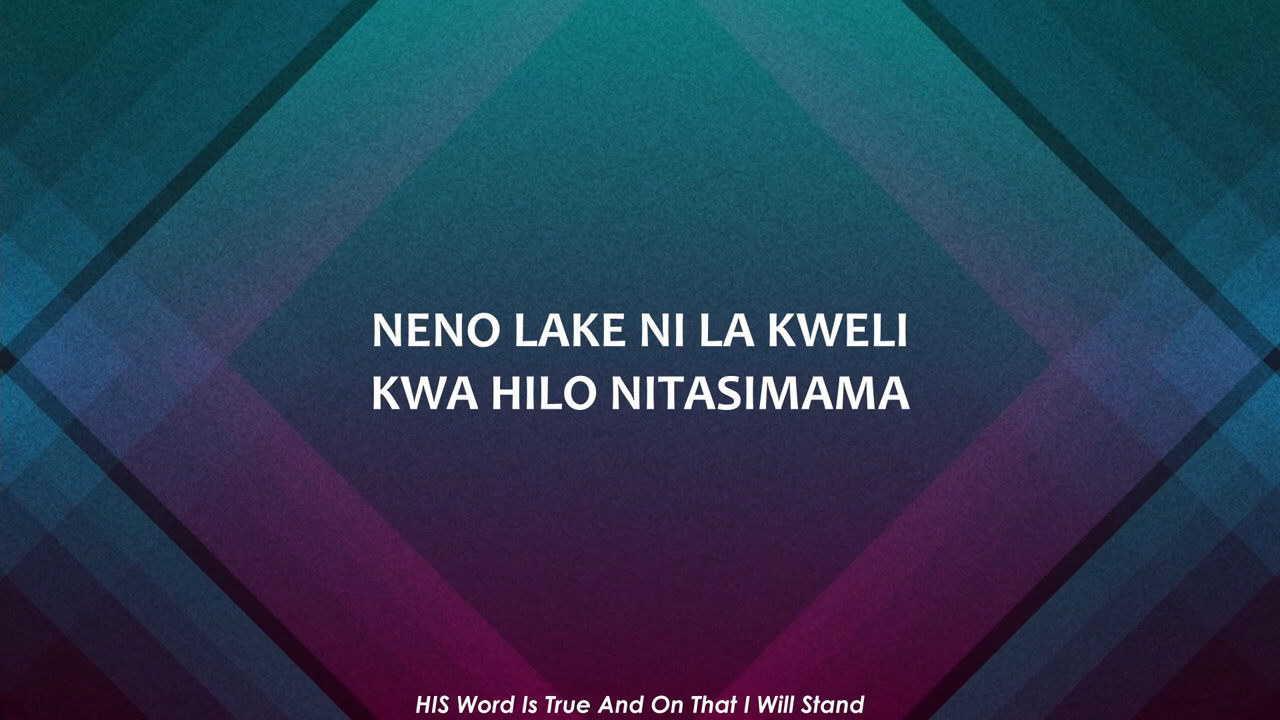 NENO LAKE NI LA KWELI
KWA HILO NITASIMAMA
HIS Word Is True And On That I Will Stand